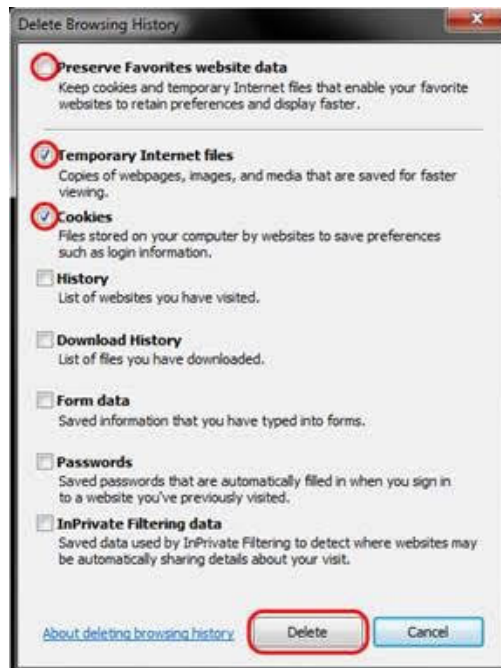 Delete Browsing History
Preserve Favorites website data
Keep cookies and temporary Internet files that enable your favorite
websites to retain preferences and display faster.
Temporary Internet files
Copies of webpages, images, and media that are saved for faster
viewing.
Cookies
Files stored on your computer by websites to save preferences
such as login information.
History
List of websites you have visited.
Download History
List of files you have downloaded.
Form data
Saved information that you have typed into forms.
Passwords
Saved passwords that are automatically filled in when you sign in
to a website you've previously visited.
InPrivate Filtering data
Saved data used by InPrivate Filtering to detect where websites may
be automatically sharing details about your visit.
About deleting browsing history Delete Cancel